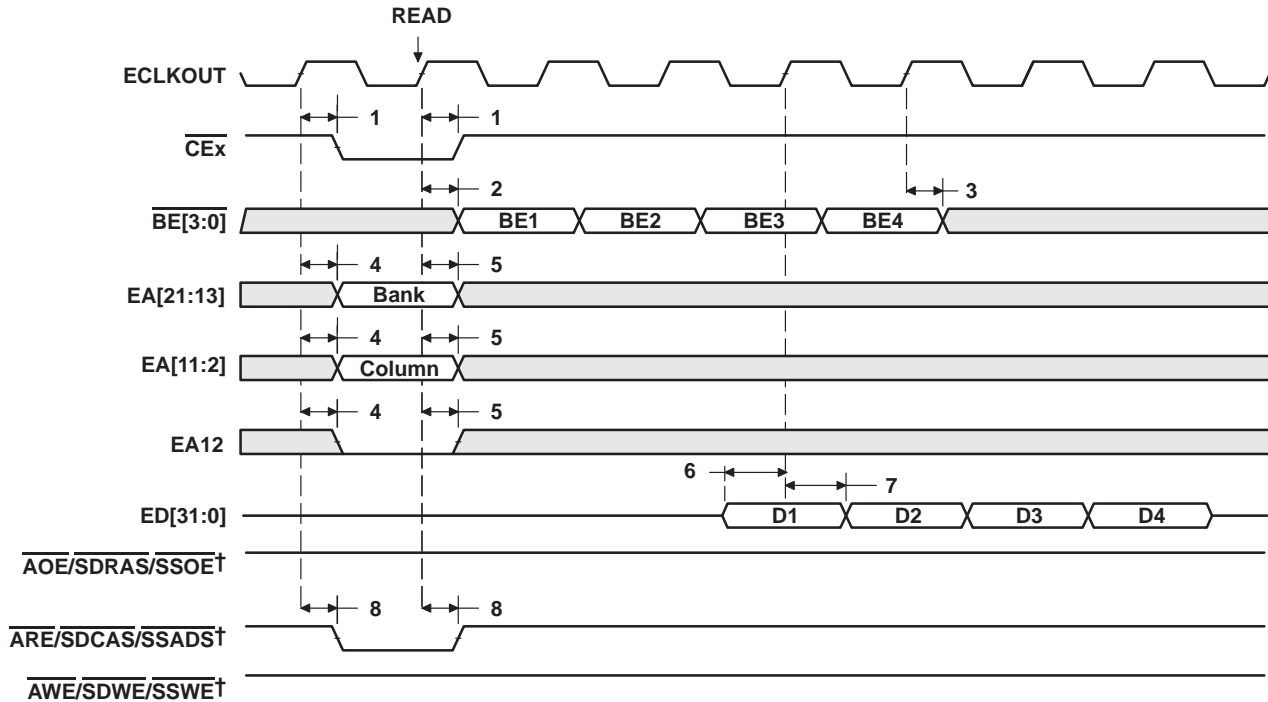 READ
ECLKOUT
1 1
CEx
2 3
BE[3:0] BE1 BE2 BE3 BE4
4 5
EA[21:13] Bank
4 5
EA[11:2] Column
4 5
EA12
6 7
ED[31:0] D1 D2 D3 D4
AOE/SDRAS/SSOE†
8 8
ARE/SDCAS/SSADS†
AWE/SDWE/SSWE†